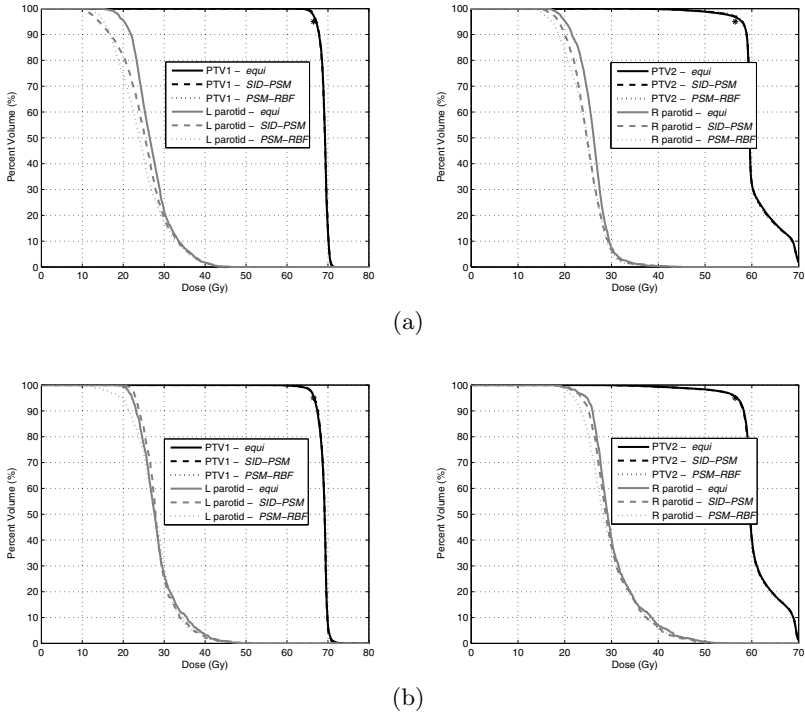 100
90
80
70
60
50
40
30
20
10
0
Percent Volume (%)
PTV1 − equi
PTV1 − SID−PSM
PTV1 − PSM−RBF
L parotid − equi
L parotid − SID−PSM
L parotid − PSM−RBF
0 10 20 30 40 50 60 70 80
Dose (Gy)
100
90
80
70
60
50
40
30
20
10
0
Percent Volume (%)
PTV2 − equi
PTV2 − SID−PSM
PTV2 − PSM−RBF
R parotid − equi
R parotid − SID−PSM
R parotid − PSM−RBF
0 10 20 30 40 50 60 70
Dose (Gy)
(a)
100
90
80
70
60
50
40
30
20
10
0
Percent Volume (%)
PTV1 − equi
PTV1 − SID−PSM
PTV1 − PSM−RBF
L parotid − equi
L parotid − SID−PSM
L parotid − PSM−RBF
0 10 20 30 40 50 60 70 80
Dose (Gy)
100
90
80
70
60
50
40
30
20
10
0
Percent Volume (%)
PTV2 − equi
PTV2 − SID−PSM
PTV2 − PSM−RBF
R parotid − equi
R parotid − SID−PSM
R parotid − PSM−RBF
0 10 20 30 40 50 60 70
Dose (Gy)
(b)